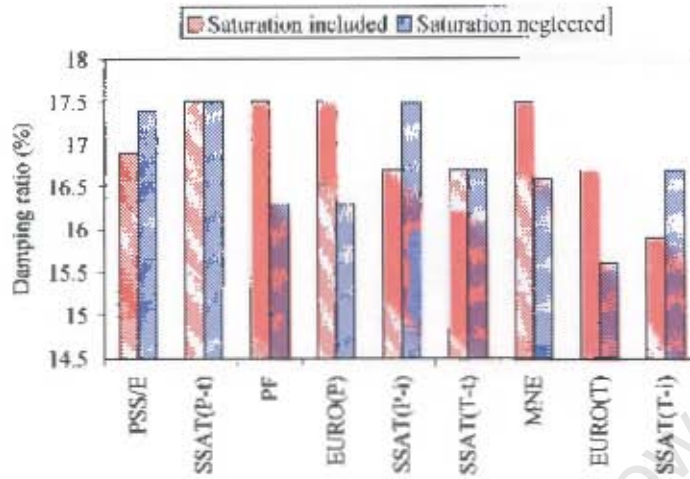 Saturation included Saturation neglected
18
17.5
17
16.5
16
15.5
15
14.5
Damping ratio (%)
PSS/E
SSAT(P-t)
PF
EURO(P)
SSAT(P-i)
SSAT(T-t)
MNE
EURO(T)
SSAT(T-i)